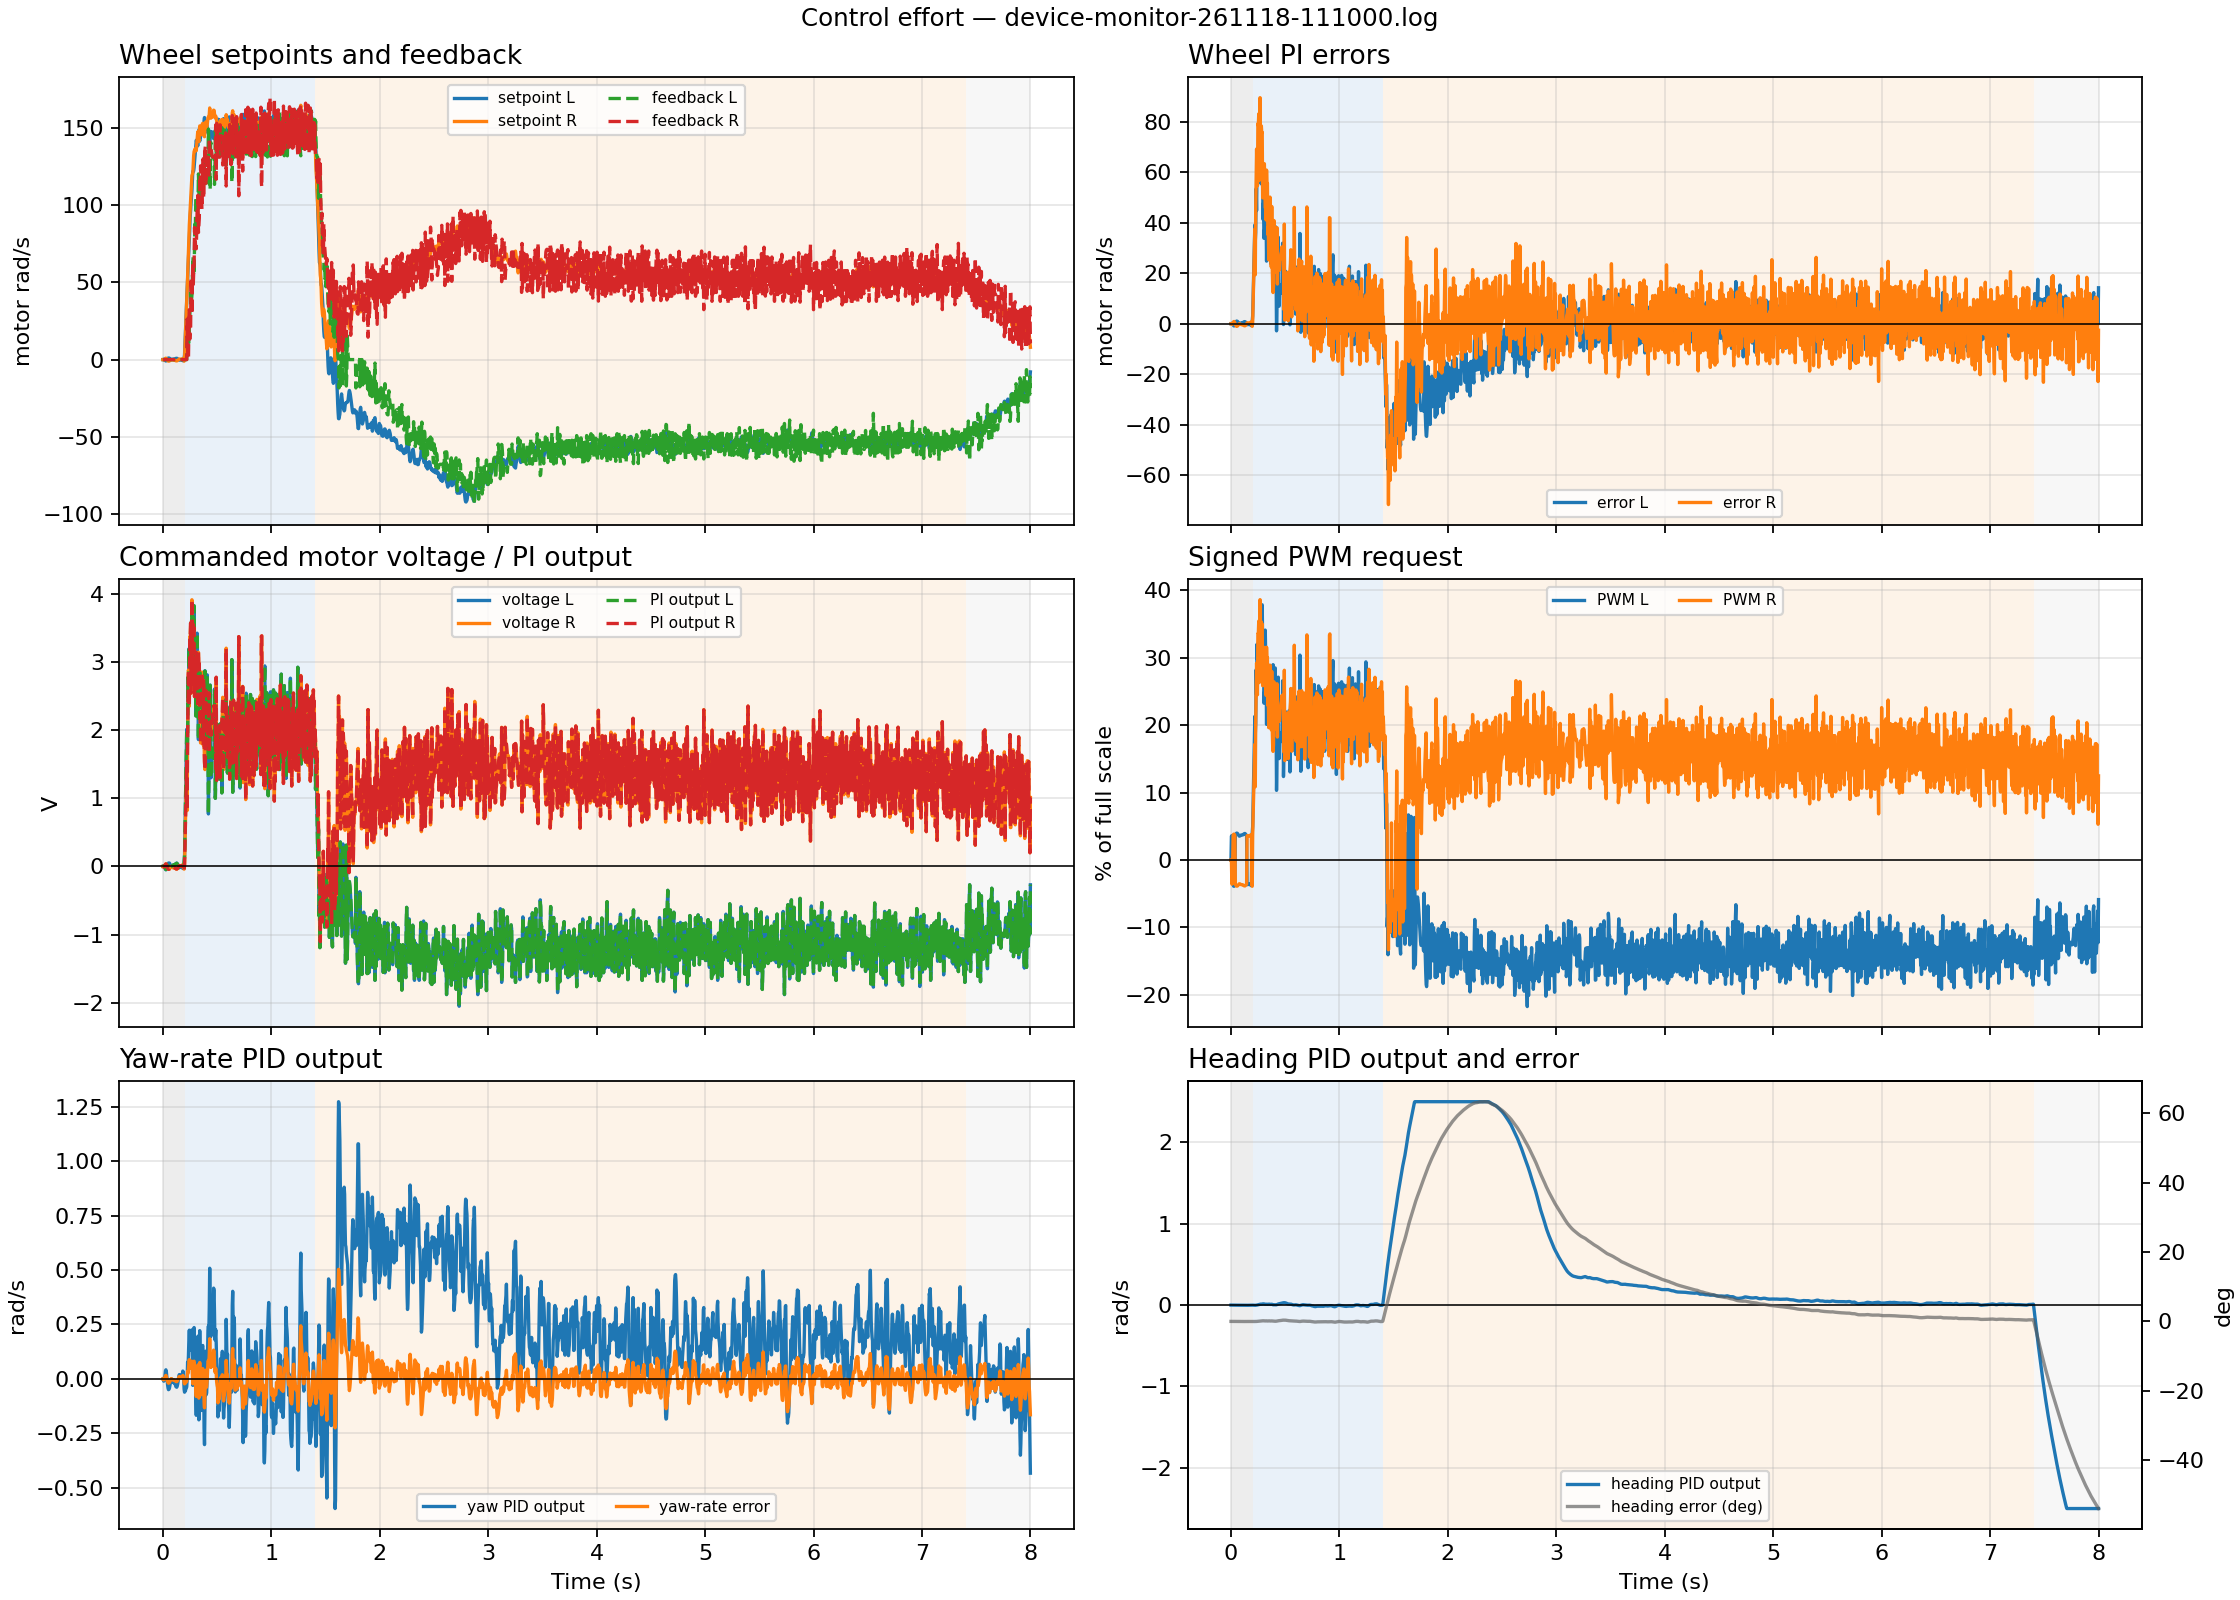 Control effort — device-monitor-261118-111000.log
Wheel setpoints and feedback
setpoint L
setpoint R
feedback L
feedback R
motor rad/s
150
100
50
0
−50
−100
Wheel PI errors
error L
error R
motor rad/s
80
60
40
20
0
−20
−40
−60
Commanded motor voltage / PI output
voltage L
voltage R
PI output L
PI output R
V
4
3
2
1
0
−1
−2
Signed PWM request
PWM L
PWM R
% of full scale
40
30
20
10
0
−10
−20
Yaw-rate PID output
yaw PID output
yaw-rate error
rad/s
1.25
1.00
0.75
0.50
0.25
0.00
−0.25
−0.50
0 1 2 3 4 5 6 7 8
Time (s)
Heading PID output and error
heading PID output
heading error (deg)
rad/s
2
1
0
−1
−2
60
40
20
0
−20
−40
deg
0 1 2 3 4 5 6 7 8
Time (s)